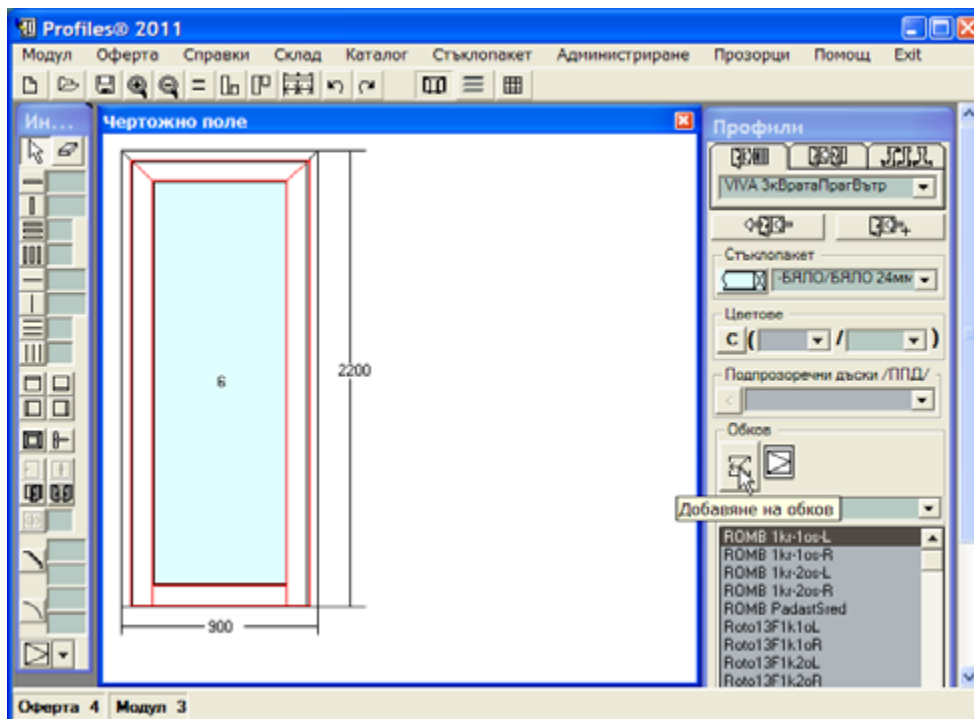 Profiles® 2011
Модул Оферта Справки Склад Каталог Стъклопакет Администриране Прозорци Помощ Exit
Ин...
Чертожно поле
Профили
VIVA 3кВратаПрагВътр
Стъклопакет
-БЯЛО/БЯЛО 24мм
Цветове
C ( / )
Подпрозоречни дъски /ППД/
<
Обков
Добавяне на обков
ROMB 1kr-1os-L
ROMB 1kr-1os-R
ROMB 1kr-2os-L
ROMB 1kr-2os-R
ROMB PadastSred
Roto13F1k1oL
Roto13F1k1oR
Roto13F1k2oL
Roto13F1k2oR
6
2200
900
Оферта 4 Модул 3